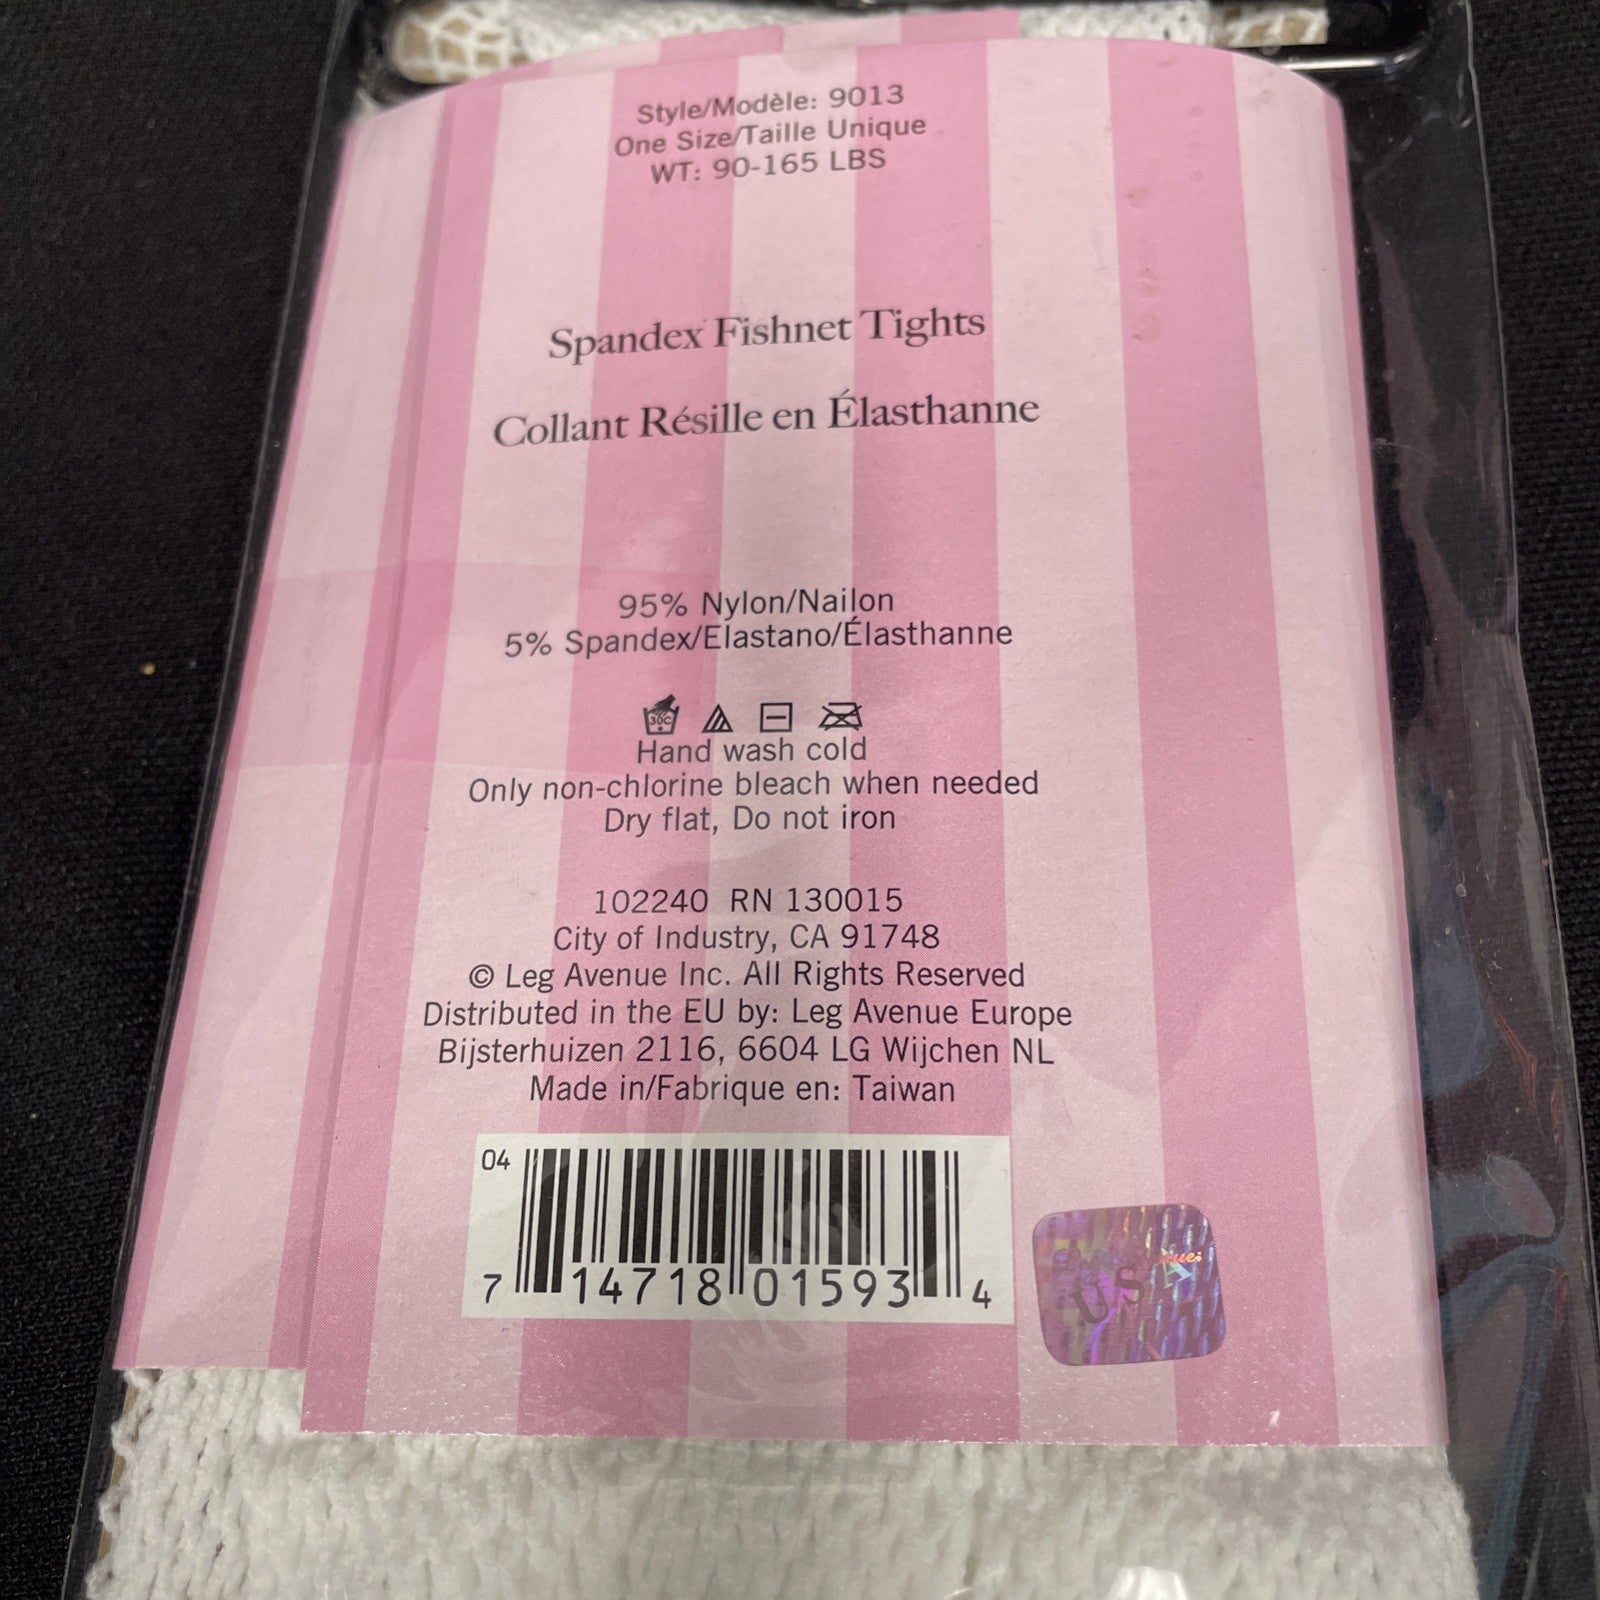 Style/Modèle: 9013
One Size/Taille Unique
WT: 90-165 LBS
Spandex Fishnet Tights
Collant Résille en Élasthanne
95% Nylon/Nailon
5% Spandex/Elastano/Élasthanne
30C
Hand wash cold
Only non-chlorine bleach when needed
Dry flat, Do not iron
102240 RN 130015
City of Industry, CA 91748
© Leg Avenue Inc. All Rights Reserved
Distributed in the EU by: Leg Avenue Europe
Bijsterhuizen 2116, 6604 LG Wijchen NL
Made in/Fabrique en: Taiwan
04
7 14718 01593 4
USA